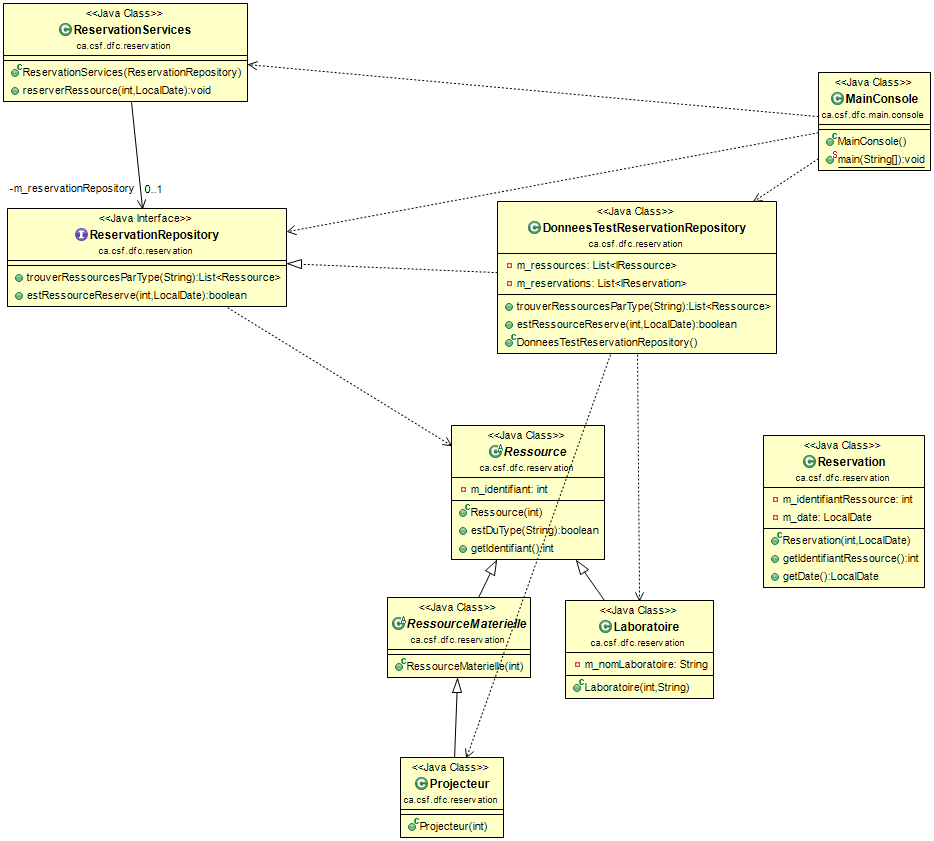 <<Java Class>>
ReservationServices
ca.csf.dfc.reservation
ReservationServices(ReservationRepository)
reserverRessource(int,LocalDate):void
<<Java Class>>
MainConsole
ca.csf.dfc.main.console
MainConsole()
main(String[]):void
-m_reservationRepository
0..1
<<Java Interface>>
ReservationRepository
ca.csf.dfc.reservation
trouverRessourcesParType(String):List<Ressource>
estRessourceReserve(int,LocalDate):boolean
<<Java Class>>
DonneesTestReservationRepository
ca.csf.dfc.reservation
m_ressources: List<IRessource>
m_reservations: List<IReservation>
trouverRessourcesParType(String):List<Ressource>
estRessourceReserve(int,LocalDate):boolean
DonneesTestReservationRepository()
<<Java Class>>
Ressource
ca.csf.dfc.reservation
m_identifiant: int
Ressource(int)
estDuType(String):boolean
getIdentifiant():int
<<Java Class>>
Reservation
ca.csf.dfc.reservation
m_identifiantRessource: int
m_date: LocalDate
Reservation(int,LocalDate)
getIdentifiantRessource():int
getDate():LocalDate
<<Java Class>>
RessourceMaterielle
ca.csf.dfc.reservation
RessourceMaterielle(int)
<<Java Class>>
Laboratoire
ca.csf.dfc.reservation
m_nomLaboratoire: String
Laboratoire(int,String)
<<Java Class>>
Projecteur
ca.csf.dfc.reservation
Projecteur(int)